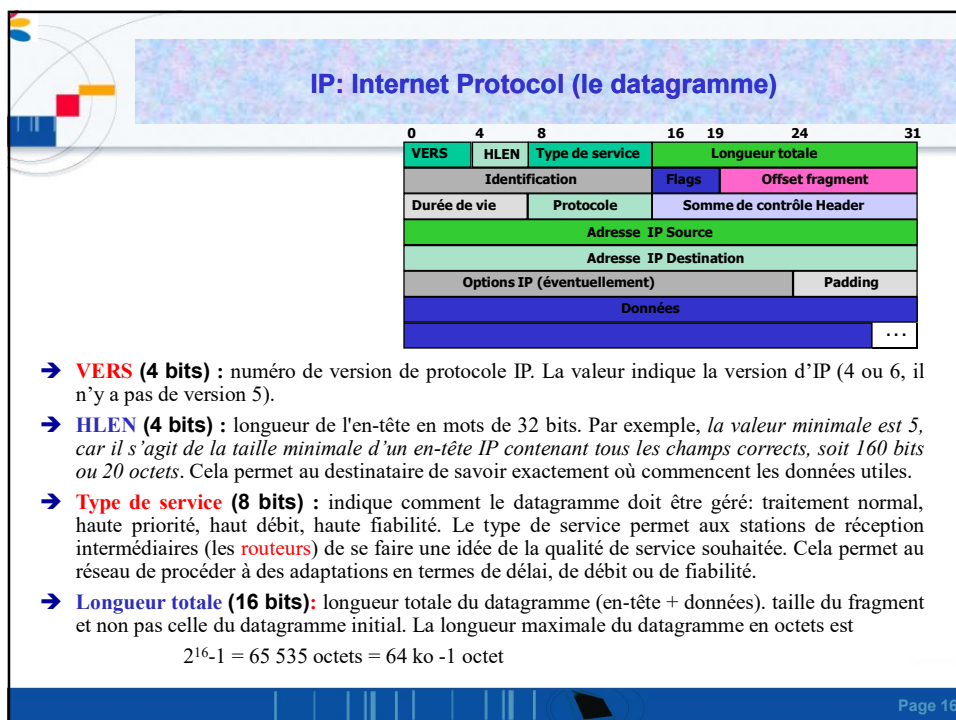 IP: Internet Protocol (le datagramme)
0 4 8 16 19 24 31
VERS HLEN Type de service Longueur totale
Identification Flags Offset fragment
Durée de vie Protocole Somme de contrôle Header
Adresse IP Source
Adresse IP Destination
Options IP (éventuellement) Padding
Données
...
➔ VERS (4 bits) : numéro de version de protocole IP. La valeur indique la version d’IP (4 ou 6, il
n’y a pas de version 5).
➔ HLEN (4 bits) : longueur de l'en-tête en mots de 32 bits. Par exemple, la valeur minimale est 5,
car il s’agit de la taille minimale d’un en-tête IP contenant tous les champs corrects, soit 160 bits
ou 20 octets. Cela permet au destinataire de savoir exactement où commencent les données utiles.
➔ Type de service (8 bits) : indique comment le datagramme doit être géré: traitement normal,
haute priorité, haut débit, haute fiabilité. Le type de service permet aux stations de réception
intermédiaires (les routeurs) de se faire une idée de la qualité de service souhaitée. Cela permet au
réseau de procéder à des adaptations en termes de délai, de débit ou de fiabilité.
➔ Longueur totale (16 bits): longueur totale du datagramme (en-tête + données). taille du fragment
et non pas celle du datagramme initial. La longueur maximale du datagramme en octets est
2¹⁶-1 = 65 535 octets = 64 ko -1 octet
Page 16